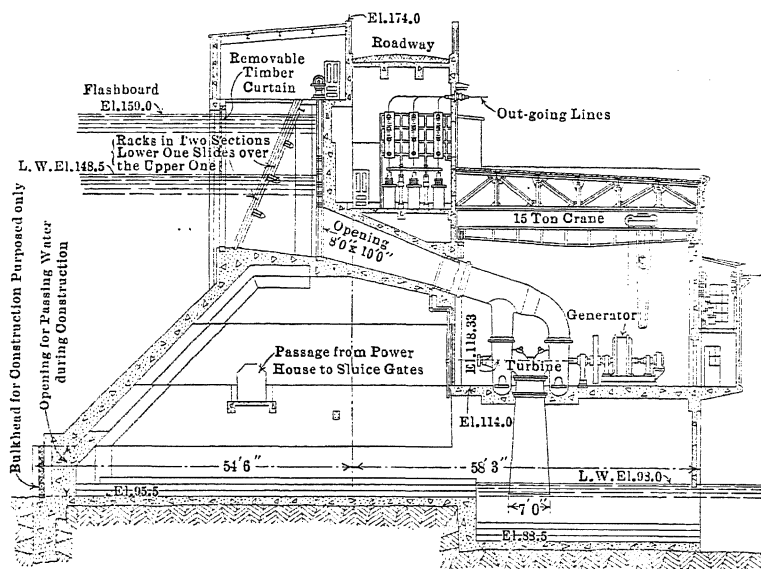 El.174.0
Roadway
Removable
Timber
Curtain
Flashboard
El.159.0
Out-going Lines
Racks in Two Sections
Lower One Slides over
the Upper One
L.W.El.148.5
15 Ton Crane
Opening
8'0"x 10'0"
Generator
El.118.33
Turbine
Passage from Power
House to Sluice Gates
El.114.0
Bulkhead for Construction Purposed only
Opening for Passing Water
during Construction
54'6"
58'3"
L.W.El.93.0
El.95.5
7'0"
El.88.5